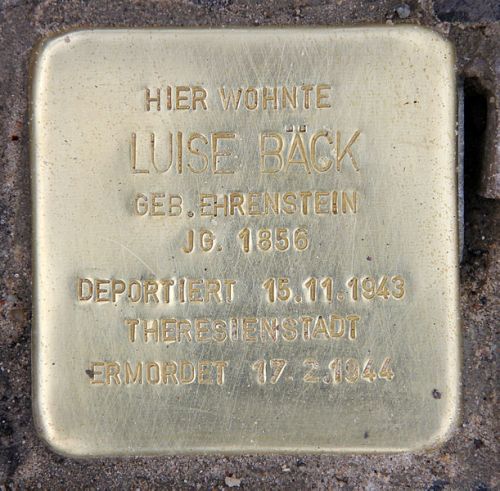 HIER WOHNTE
LUISE BÄCK
GEB. EHRENSTEIN
JG. 1856
DEPORTIERT 15.11.1943
THERESIENSTADT
ERMORDET 17.2.1944